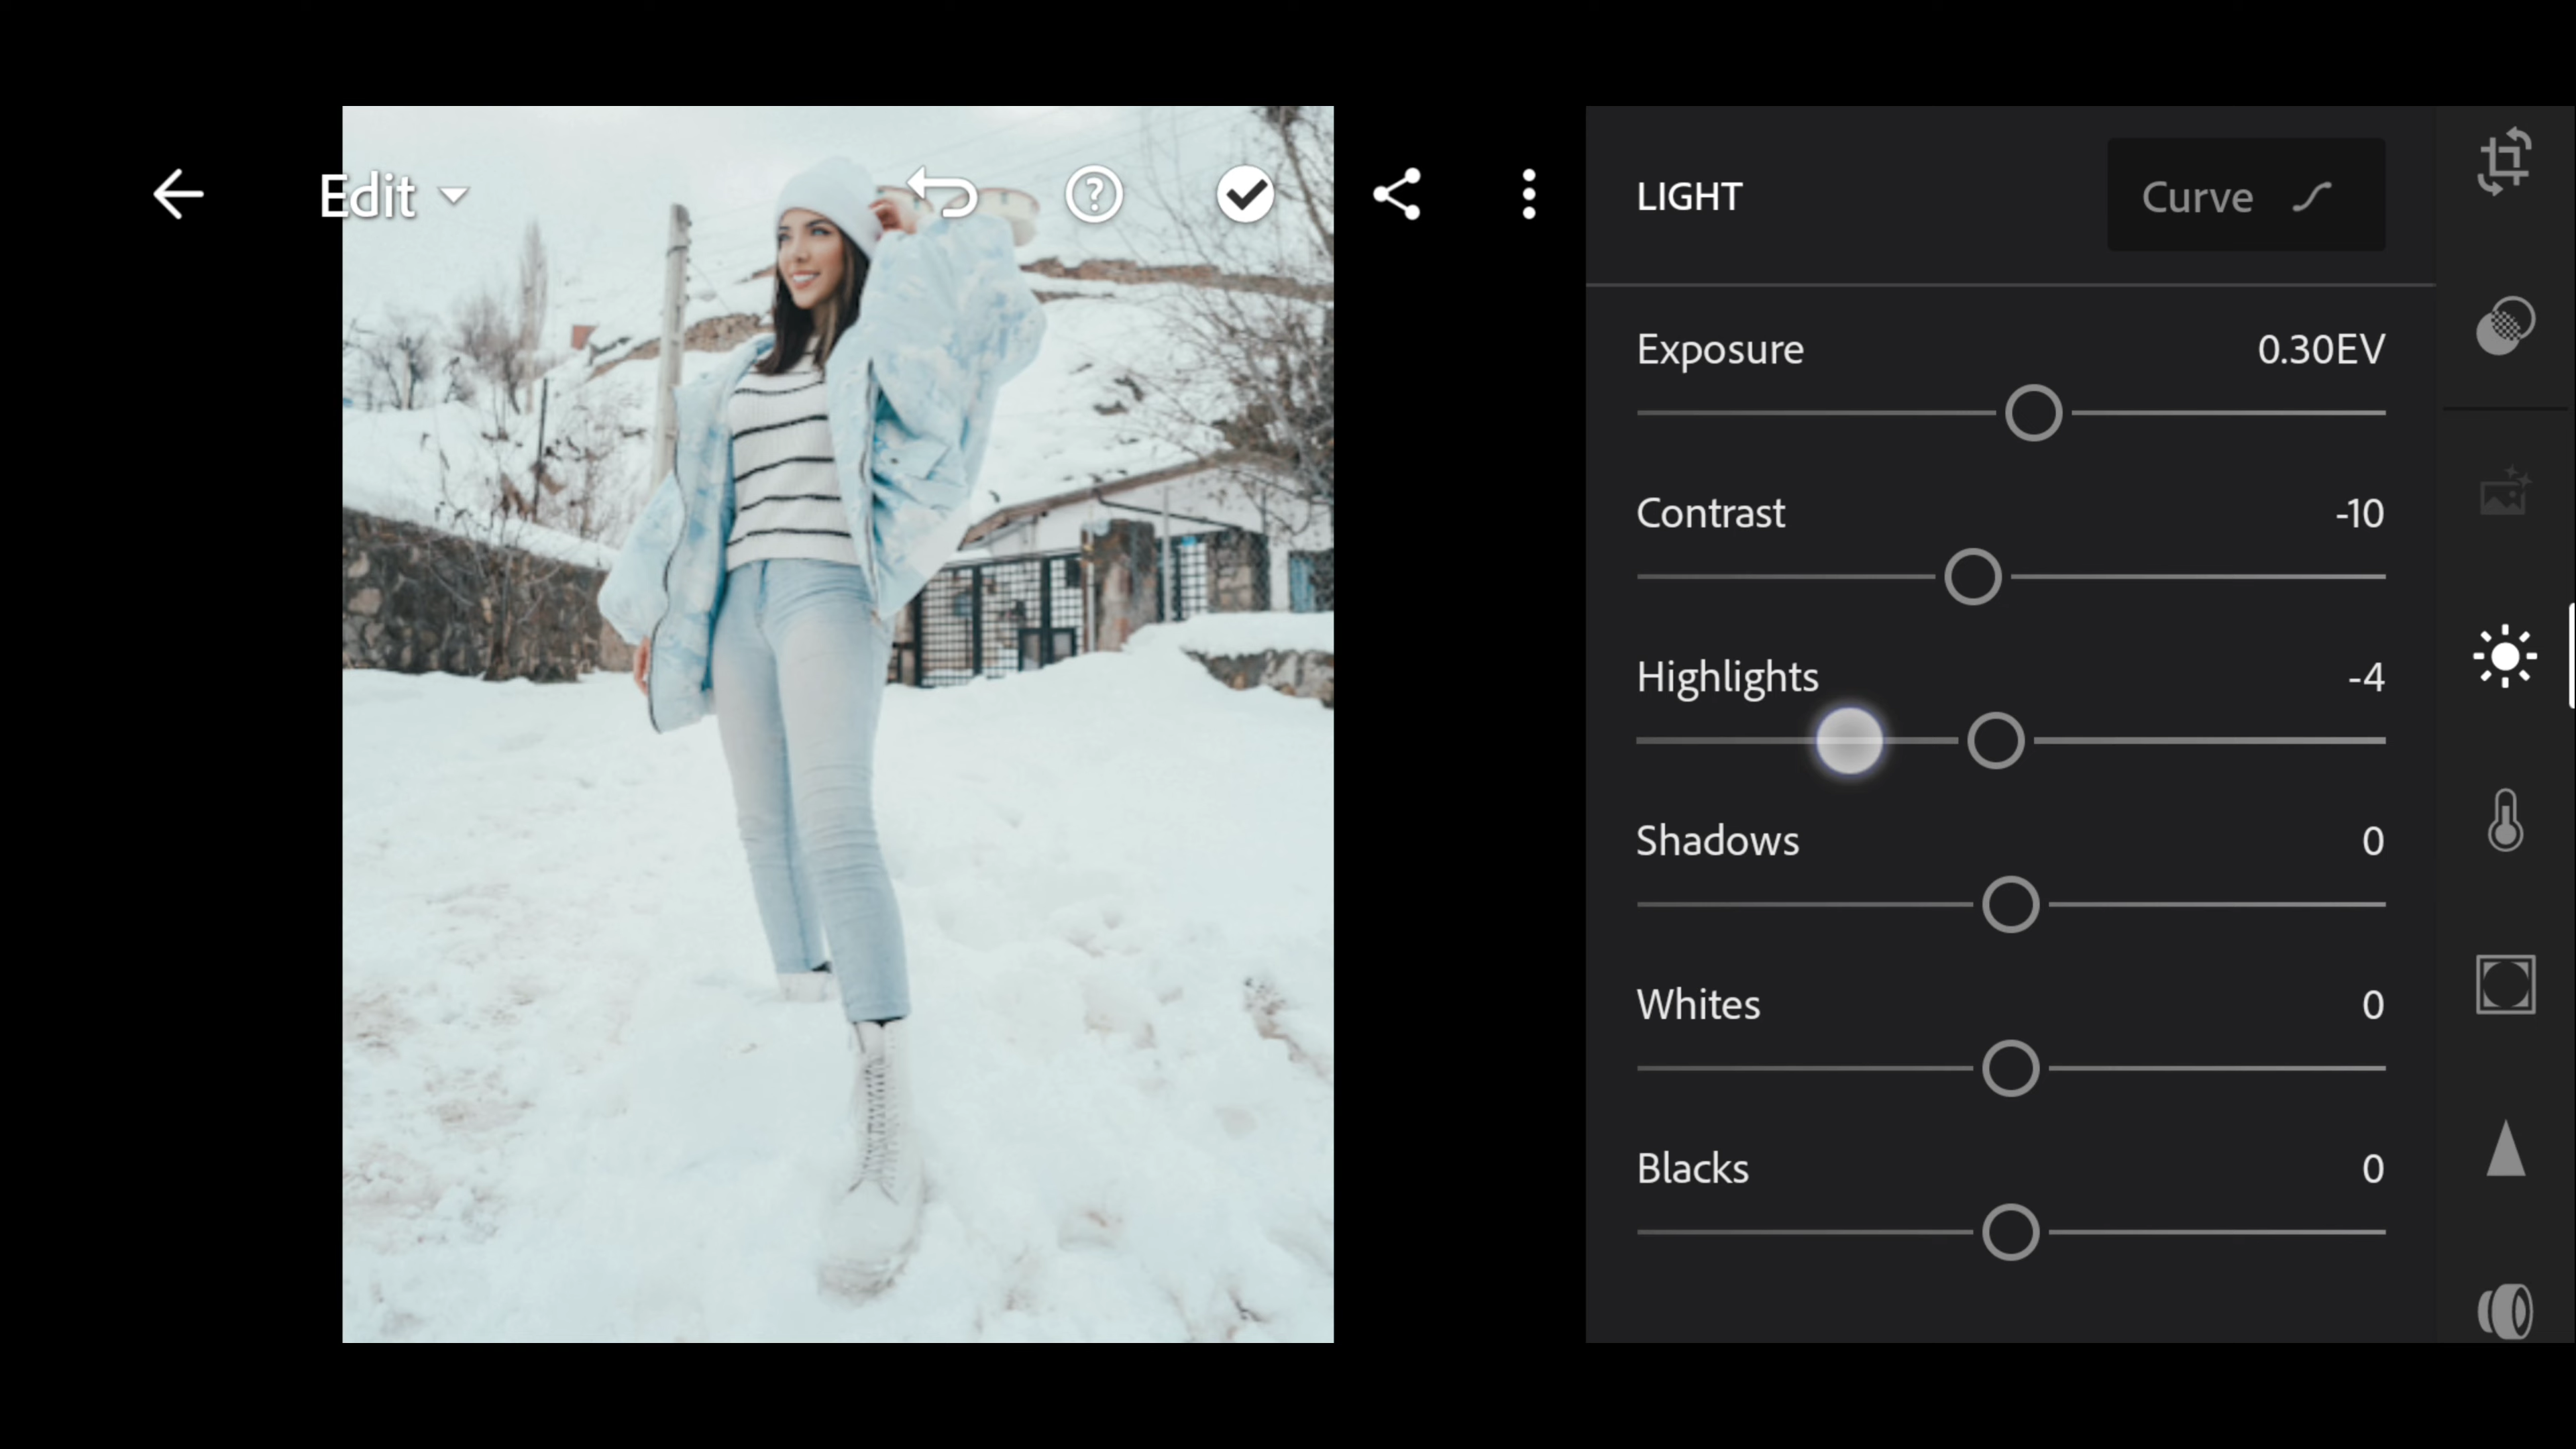 Edit
LIGHT
Curve
Exposure 0.30EV
Contrast -10
Highlights -4
Shadows 0
Whites 0
Blacks 0